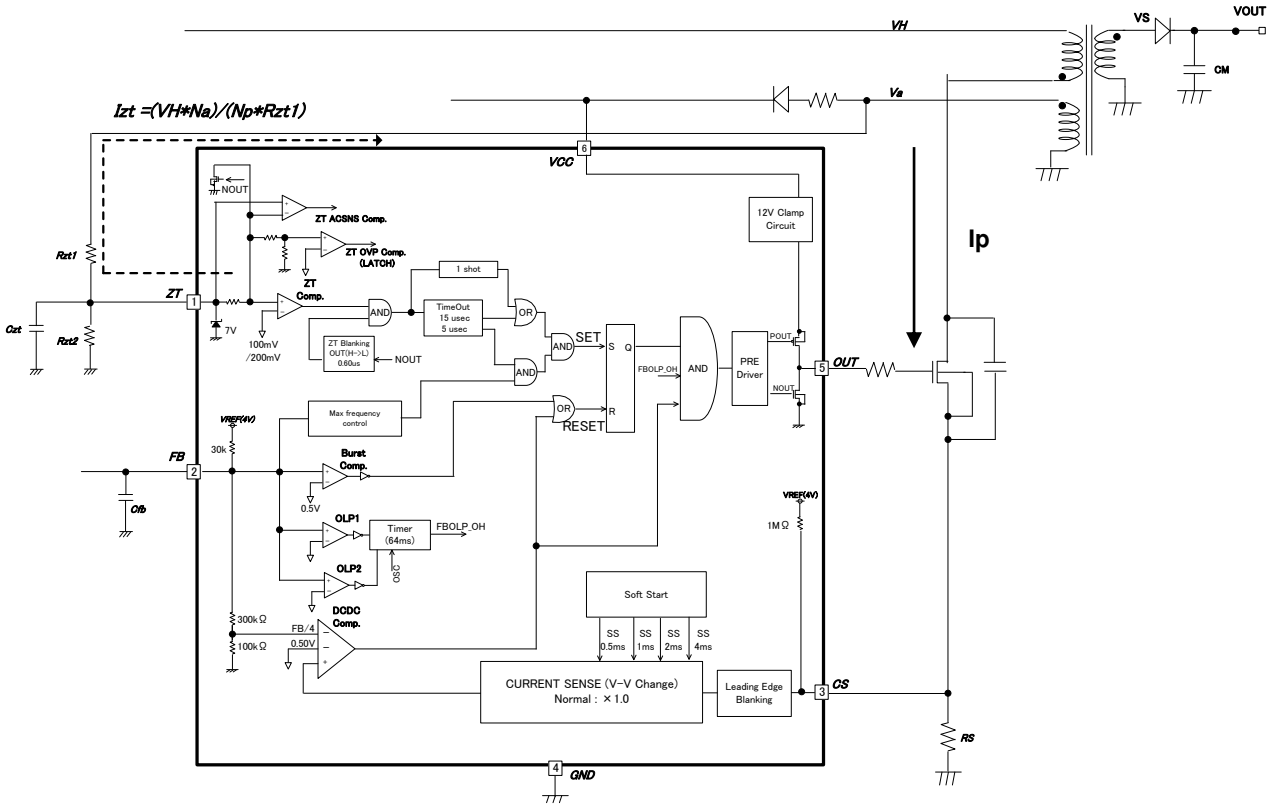 VH
VS
VOUT
CM
Va
Izt =(VH*Na)/(Np*Rzt1)
6
VCC
NOUT
ZT ACSNS Comp.
12V Clamp
Circuit
Ip
ZT OVP Comp.
(LATCH)
Rzt1
ZT
Comp.
1 shot
ZT
1
Czt
Rzt2
7V
100mV
/200mV
AND
TimeOut
15 usec
5 usec
OR
ZT Blanking
OUT(H->L)
0.60us
NOUT
AND
SET
S
Q
AND
FBOLP_OH
AND
PRE
Driver
POUT
NOUT
5
OUT
Max frequency
control
OR
R
RESET
VREF(4V)
30k
FB
2
Burst
Comp.
0.5V
Cfb
OLP1
Timer
(64ms)
FBOLP_OH
OSC
OLP2
VREF(4V)
1MΩ
Soft Start
300kΩ
100kΩ
FB/4
0.50V
DCDC
Comp.
SS
0.5ms
SS
1ms
SS
2ms
SS
4ms
CURRENT SENSE (V-V Change)
Normal : ×1.0
Leading Edge
Blanking
3
CS
RS
4
GND
+
−
+
−
+
−
+
−
+
−
+
−
−
−
+